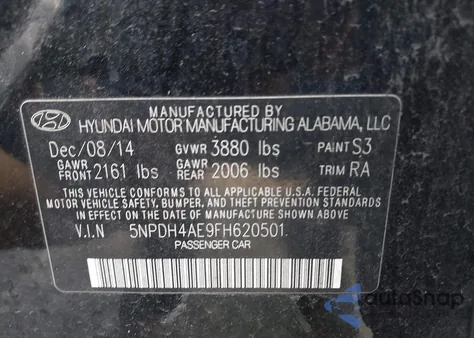 MANUFACTURED BY
HYUNDAI MOTOR MANUFACTURING ALABAMA, LLC
Dec/08/14 GVWR 3880 lbs PAINT S3
GAWR FRONT 2161 lbs GAWR REAR 2006 lbs TRIM RA
THIS VEHICLE CONFORMS TO ALL APPLICABLE U.S.A. FEDERAL
MOTOR VEHICLE SAFETY, BUMPER, AND THEFT PREVENTION STANDARDS
IN EFFECT ON THE DATE OF MANUFACTURE SHOWN ABOVE.
V.I.N 5NPDH4AE9FH620501
PASSENGER CAR
autoSnap